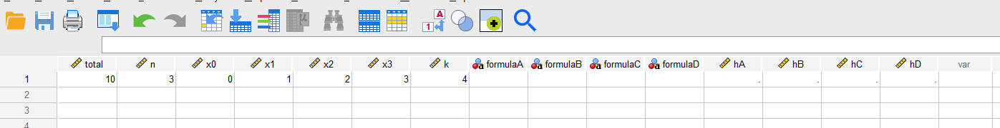 total n x0 x1 x2 x3 k formulaA formulaB formulaC formulaD hA hB hC hD var
1 10 3 0 1 2 3 4 . . . .
2
3
4